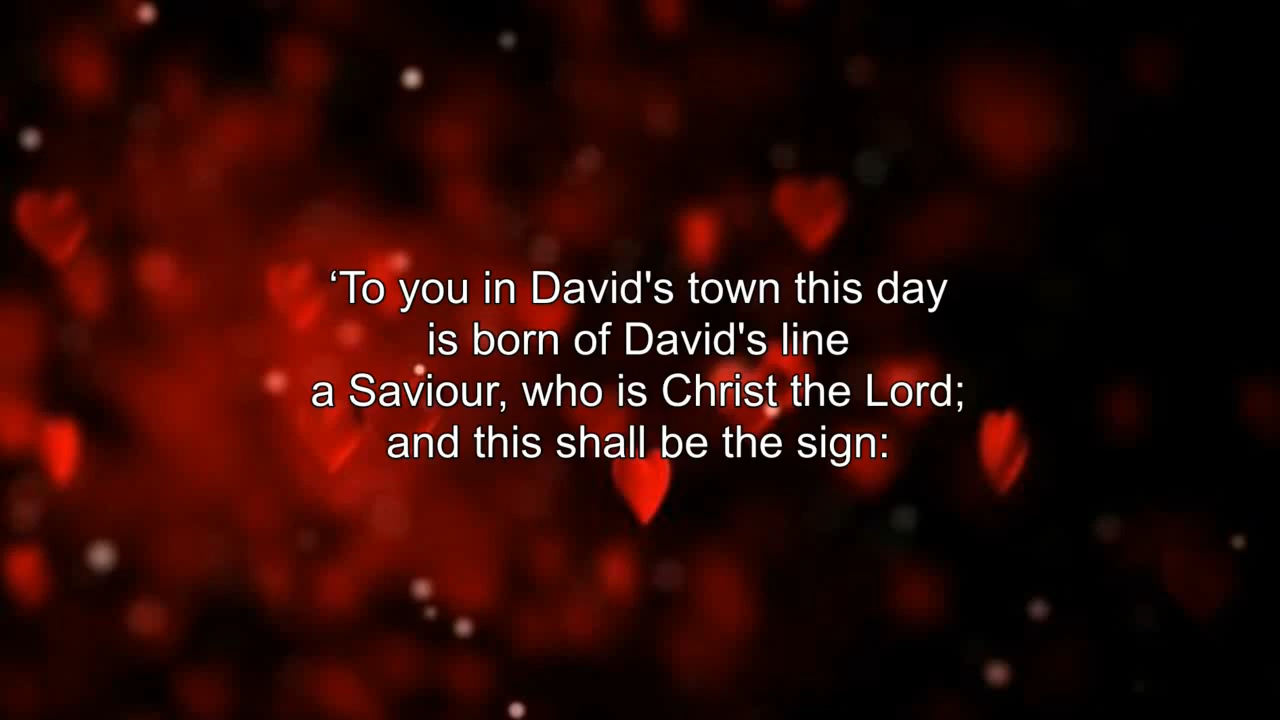 ‘To you in David's town this day
is born of David's line
a Saviour, who is Christ the Lord;
and this shall be the sign: